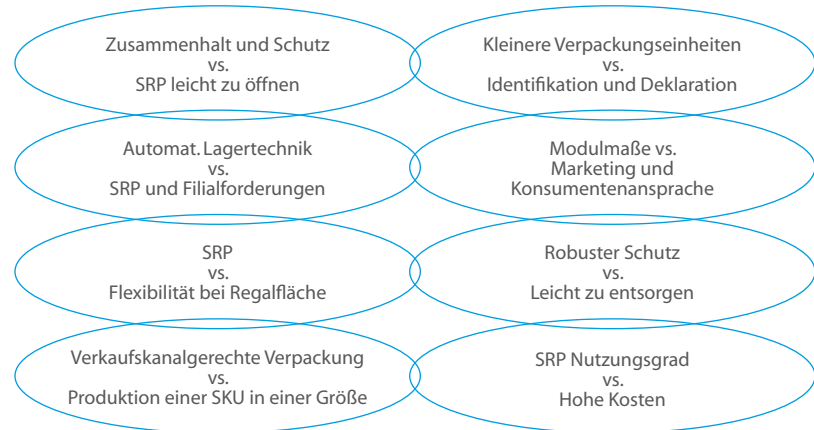 Zusammenhalt und Schutz
vs.
SRP leicht zu öffnen
Kleinere Verpackungseinheiten
vs.
Identifikation und Deklaration
Automat. Lagertechnik
vs.
SRP und Filialforderungen
Modulmaße vs.
Marketing und
Konsumentenansprache
SRP
vs.
Flexibilität bei Regalfläche
Robuster Schutz
vs.
Leicht zu entsorgen
Verkaufskanalgerechte Verpackung
vs.
Produktion einer SKU in einer Größe
SRP Nutzungsgrad
vs.
Hohe Kosten